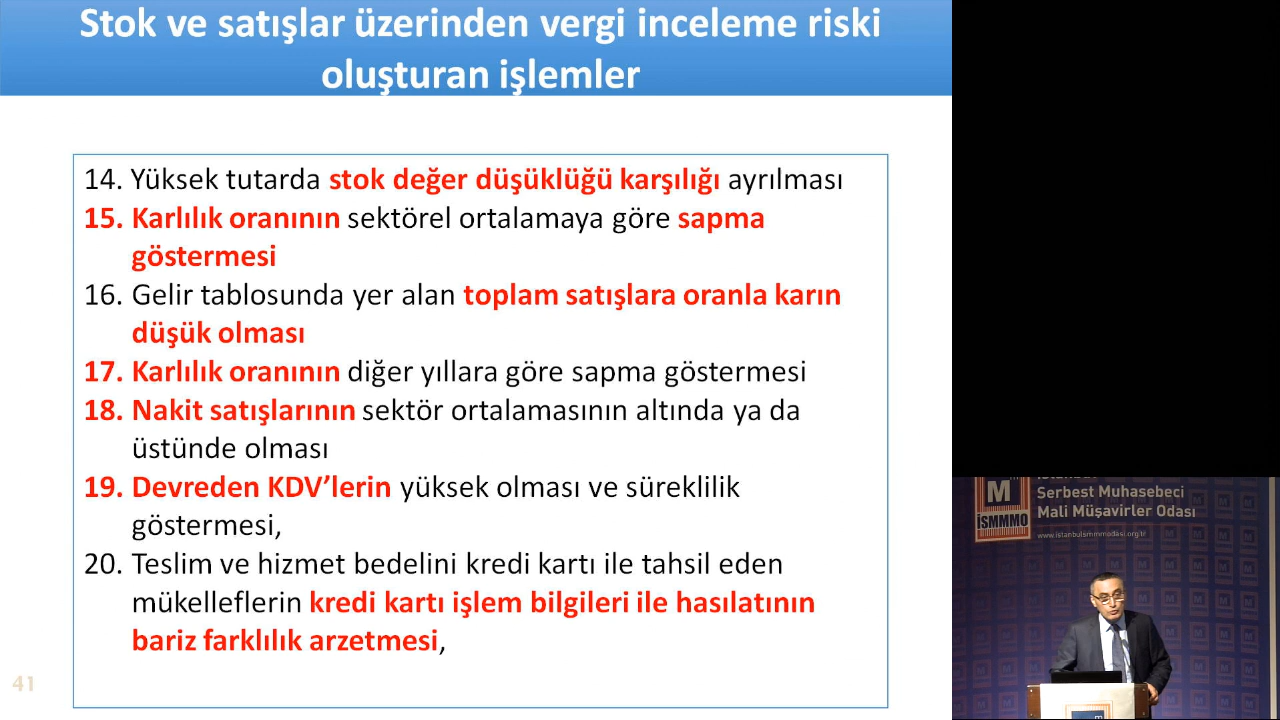 Stok ve satışlar üzerinden vergi inceleme riski
oluşturan işlemler
14. Yüksek tutarda stok değer düşüklüğü karşılığı ayrılması
15. Karlılık oranının sektörel ortalamaya göre sapma
göstermesi
16. Gelir tablosunda yer alan toplam satışlara oranla karın
düşük olması
17. Karlılık oranının diğer yıllara göre sapma göstermesi
18. Nakit satışlarının sektör ortalamasının altında ya da
üstünde olması
19. Devreden KDV’lerin yüksek olması ve süreklilik
göstermesi,
20. Teslim ve hizmet bedelini kredi kartı ile tahsil eden
mükelleflerin kredi kartı işlem bilgileri ile hasılatının
bariz farklılık arzetmesi,
41
M
İSMMMO
Serbest Muhasebeci
Mali Müşavirler Odası
www.istanbulsmmmodasi.org.tr